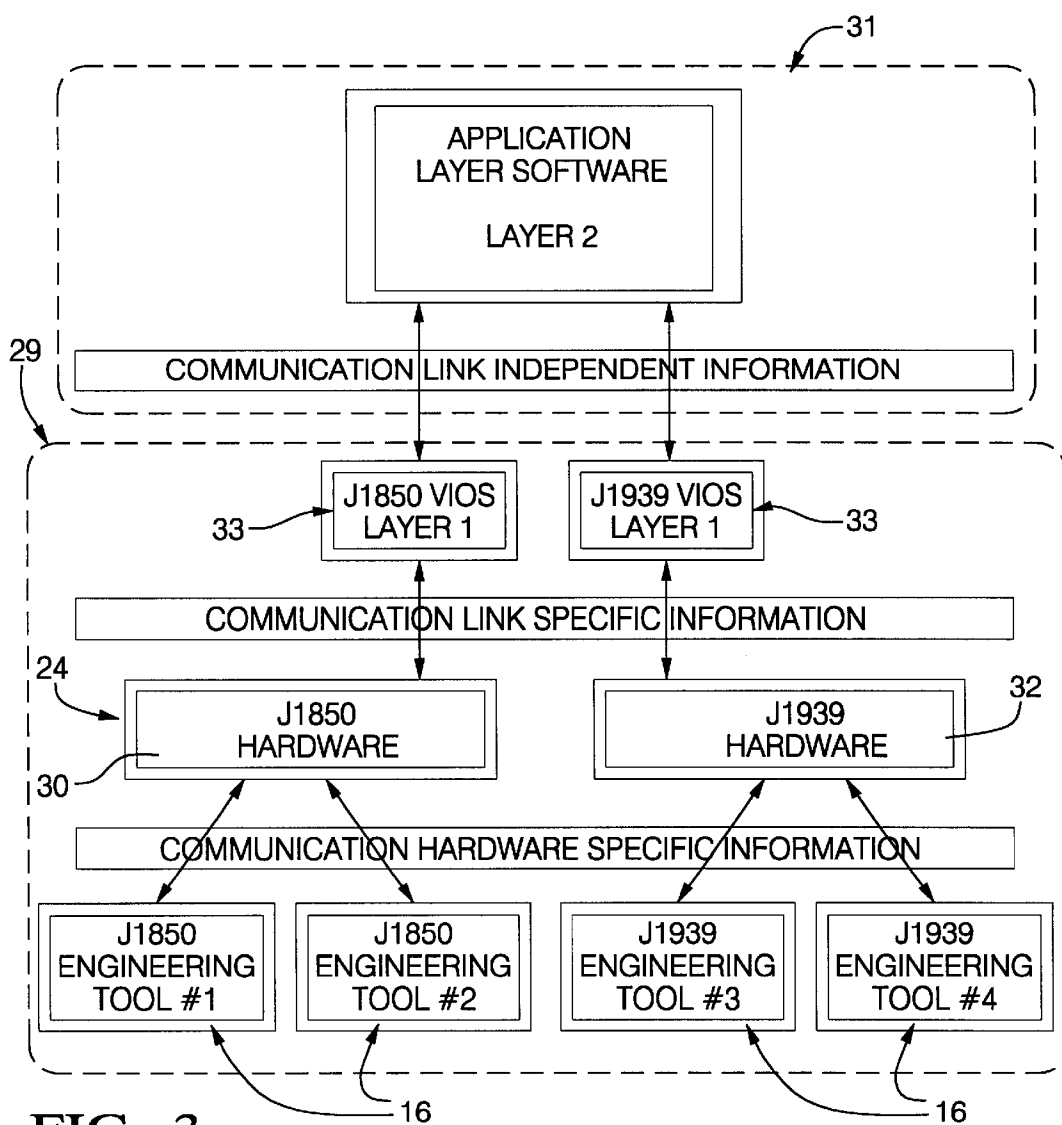 31
APPLICATION
LAYER SOFTWARE
LAYER 2
29
COMMUNICATION LINK INDEPENDENT INFORMATION
J1850 VIOS
LAYER 1
J1939 VIOS
LAYER 1
33
33
COMMUNICATION LINK SPECIFIC INFORMATION
24
J1850
HARDWARE
30
J1939
HARDWARE
32
COMMUNICATION HARDWARE SPECIFIC INFORMATION
J1850
ENGINEERING
TOOL #1
J1850
ENGINEERING
TOOL #2
J1939
ENGINEERING
TOOL #3
J1939
ENGINEERING
TOOL #4
16
16
FIG. 3